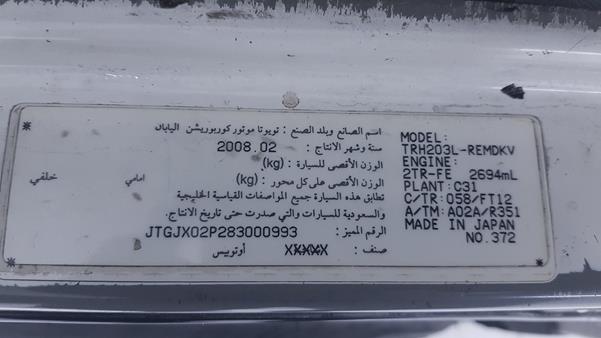 اسم الصانع وبلد الصنع : تويوتا موتور كوربوريشن اليابان
سنة وشهر الانتاج : 2008.02
الوزن الأقصى للسيارة : (kg)
الوزن الأقصى على كل محور : (kg) امامي خلفي
تطابق هذه السيارة جميع المواصفات القياسية الخليجية
والسعودية للسيارات والتي صدرت حتى تاريخ الانتاج.
الرقم المميز : JTGJX02P283000993
صنف : XXXXX أوتوبيس
MODEL:
TRH203L-REMDKV
ENGINE:
2TR-FE 2694mL
PLANT: C31
C/TR: 058/FT12
A/TM: A02A/R351
MADE IN JAPAN
NO.372